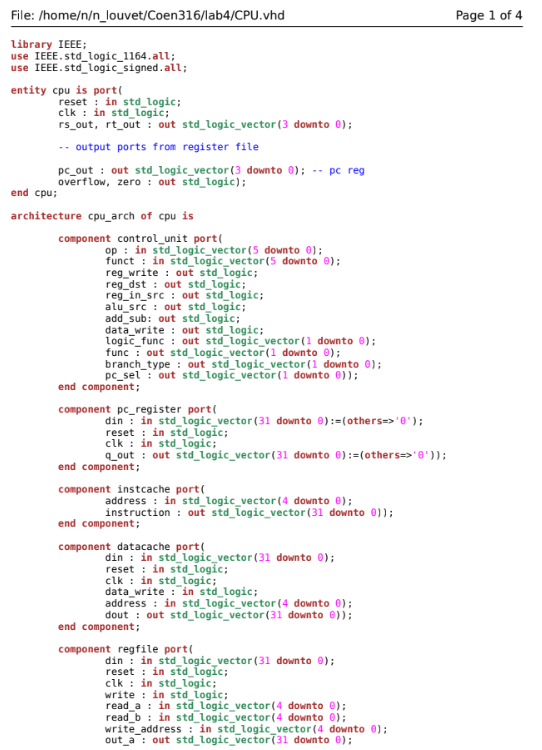 File: /home/n/n_louvet/Coen316/lab4/CPU.vhd Page 1 of 4
library IEEE;
use IEEE.std_logic_1164.all;
use IEEE.std_logic_signed.all;
entity cpu is port(
reset : in std_logic;
clk : in std_logic;
rs_out, rt_out : out std_logic_vector(3 downto 0);
-- output ports from register file
pc_out : out std_logic_vector(3 downto 0); -- pc reg
overflow, zero : out std_logic);
end cpu;
architecture cpu_arch of cpu is
component control_unit port(
op : in std_logic_vector(5 downto 0);
funct : in std_logic_vector(5 downto 0);
reg_write : out std_logic;
reg_dst : out std_logic;
reg_in_src : out std_logic;
alu_src : out std_logic;
add_sub: out std_logic;
data_write : out std_logic;
logic_func : out std_logic_vector(1 downto 0);
func : out std_logic_vector(1 downto 0);
branch_type : out std_logic_vector(1 downto 0);
pc_sel : out std_logic_vector(1 downto 0));
end component;
component pc_register port(
din : in std_logic_vector(31 downto 0):=(others=>'0');
reset : in std_logic;
clk : in std_logic;
q_out : out std_logic_vector(31 downto 0):=(others=>'0'));
end component;
component instcache port(
address : in std_logic_vector(4 downto 0);
instruction : out std_logic_vector(31 downto 0));
end component;
component datacache port(
din : in std_logic_vector(31 downto 0);
reset : in std_logic;
clk : in std_logic;
data_write : in std_logic;
address : in std_logic_vector(4 downto 0);
dout : out std_logic_vector(31 downto 0));
end component;
component regfile port(
din : in std_logic_vector(31 downto 0);
reset : in std_logic;
clk : in std_logic;
write : in std_logic;
read_a : in std_logic_vector(4 downto 0);
read_b : in std_logic_vector(4 downto 0);
write_address : in std_logic_vector(4 downto 0);
out_a : out std_logic_vector(31 downto 0);